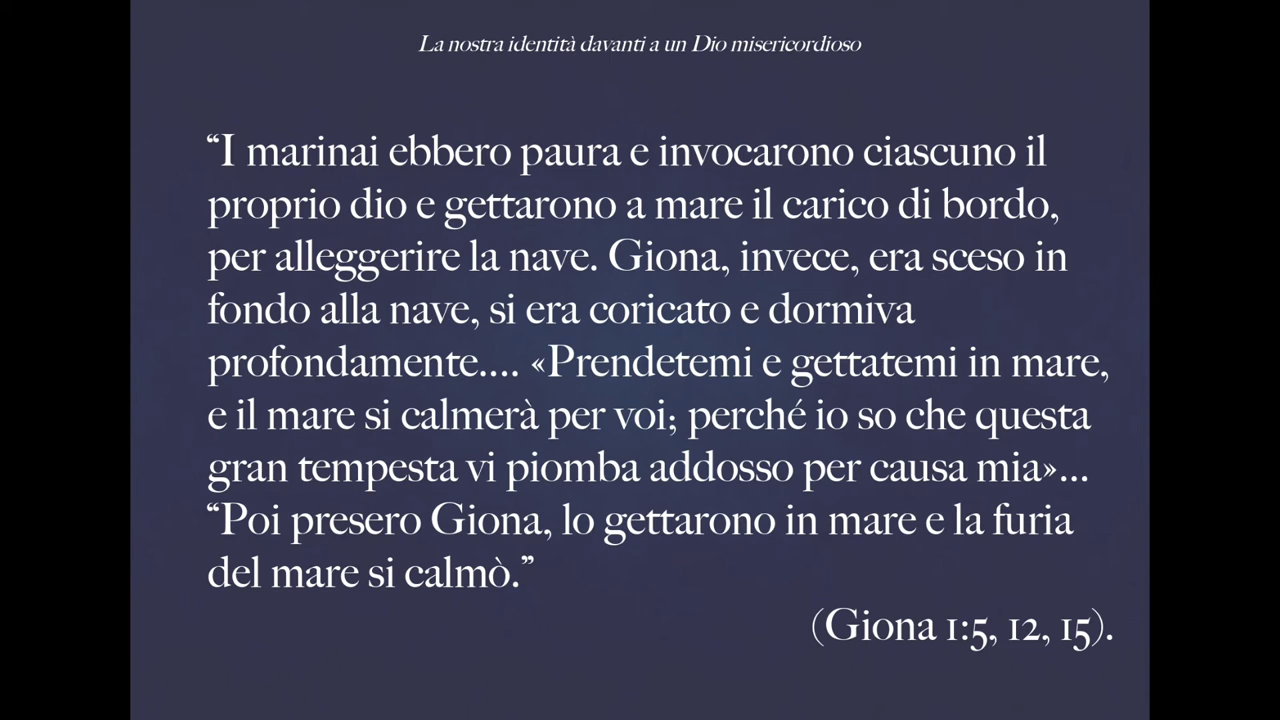 La nostra identità davanti a un Dio misericordioso
“I marinai ebbero paura e invocarono ciascuno il
proprio dio e gettarono a mare il carico di bordo,
per alleggerire la nave. Giona, invece, era sceso in
fondo alla nave, si era coricato e dormiva
profondamente.... «Prendetemi e gettatemi in mare,
e il mare si calmerà per voi; perché io so che questa
gran tempesta vi piomba addosso per causa mia»...
“Poi presero Giona, lo gettarono in mare e la furia
del mare si calmò.”
(Giona 1:5, 12, 15).